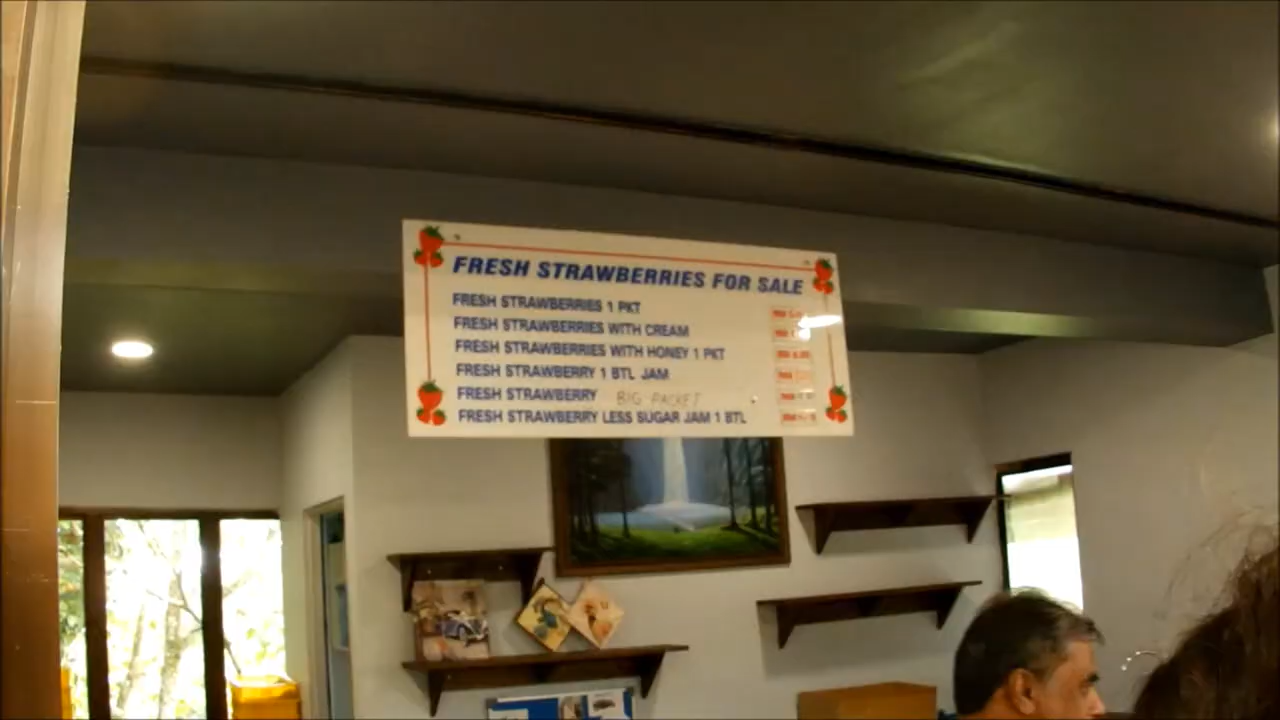 FRESH STRAWBERRIES FOR SALE
FRESH STRAWBERRIES 1 PKT
FRESH STRAWBERRIES WITH CREAM
FRESH STRAWBERRIES WITH HONEY 1 PKT
FRESH STRAWBERRY 1 BTL JAM
FRESH STRAWBERRY BIG PACKET
FRESH STRAWBERRY LESS SUGAR JAM 1 BTL